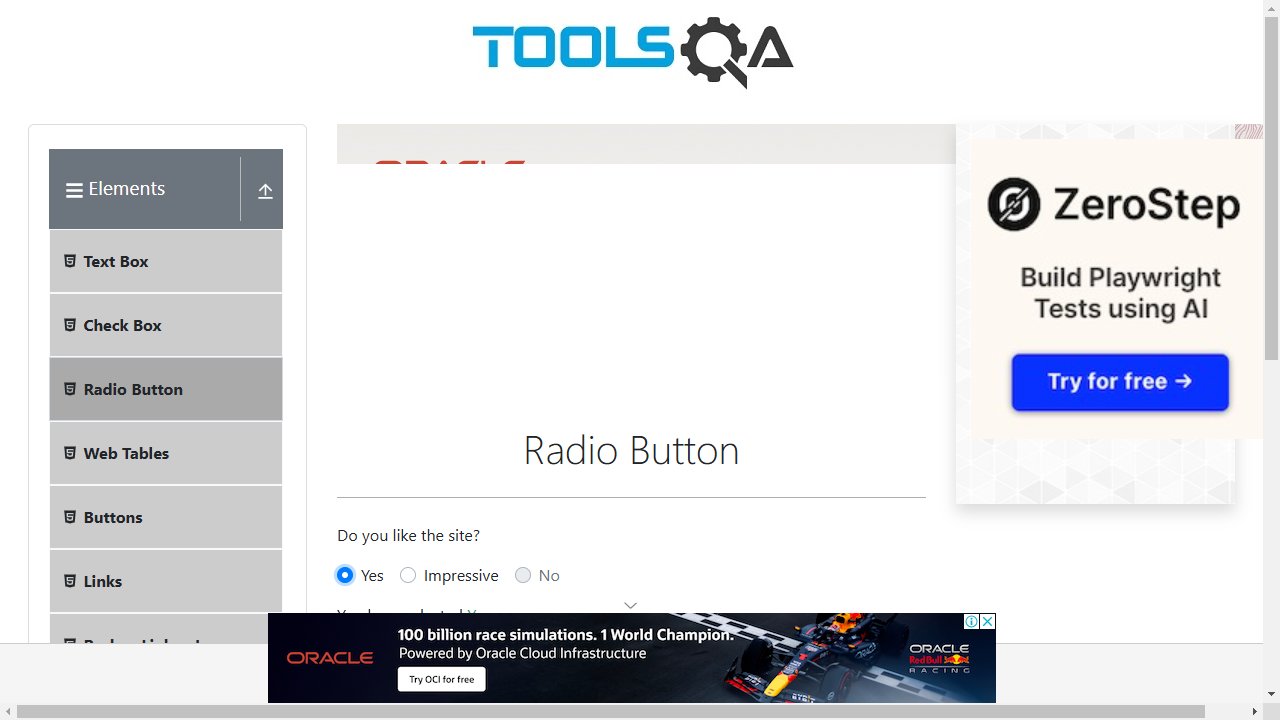 TOOLSQA
Elements
Text Box
Check Box
Radio Button
Web Tables
Buttons
Links
ORACLE
ZeroStep
Build Playwright
Tests using AI
Try for free →
Radio Button
Do you like the site?
Yes
Impressive
No
ORACLE
100 billion race simulations. 1 World Champion.
Powered by Oracle Cloud Infrastructure
Try OCI for free
ORACLE
Red Bull
RACING